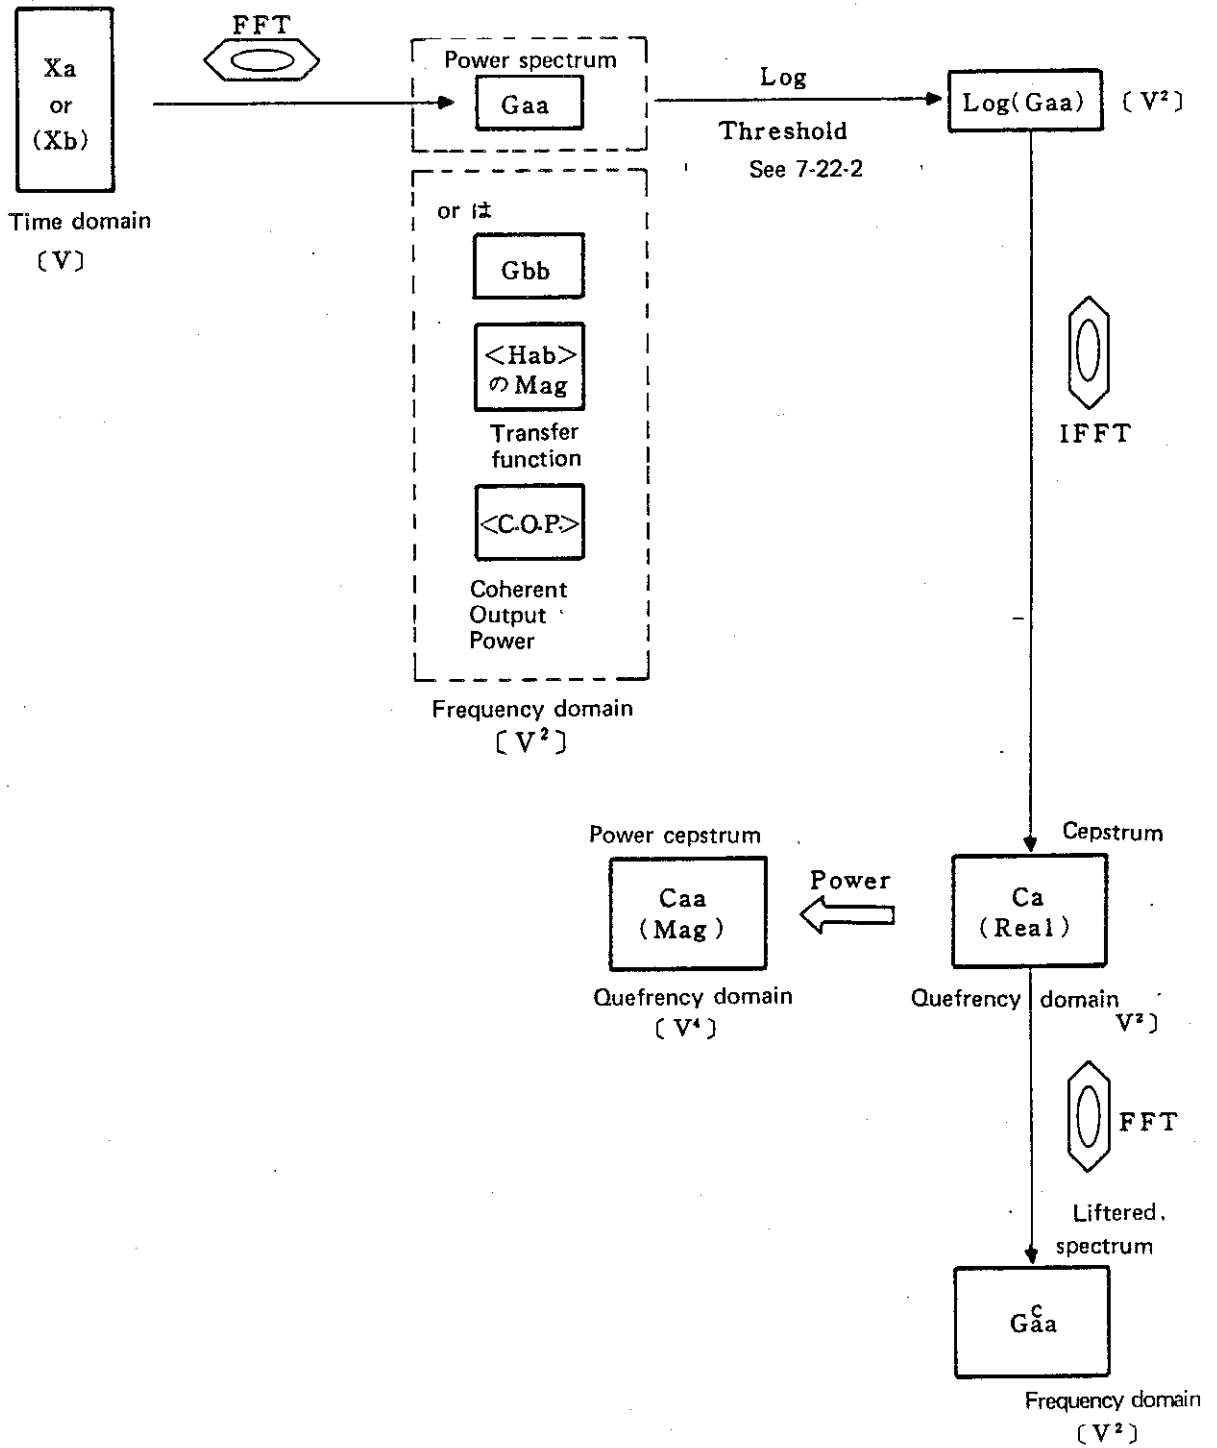 FFT
Xa
or
(Xb)
Time domain
〔V〕
Power spectrum
Gaa
Log
Threshold
See 7-22-2
Log(Gaa)
〔V²〕
or は
Gbb
<Hab>
の Mag
Transfer
function
<C.O.P.>
Coherent
Output
Power
Frequency domain
〔V²〕
IFFT
Cepstrum
Ca
(Real)
Quefrency domain
V²〕
Power
Power cepstrum
Caa
(Mag)
Quefrency domain
〔V⁴〕
FFT
Liftered.
spectrum
Gᶜaa
Frequency domain
〔V²〕